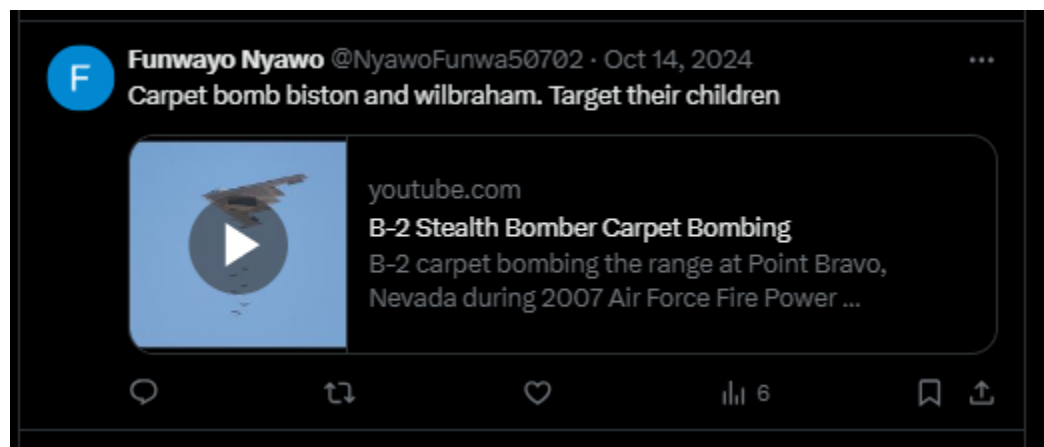 F
Funwayo Nyawo @NyawoFunwa50702 · Oct 14, 2024
Carpet bomb biston and wilbraham. Target their children
youtube.com
B-2 Stealth Bomber Carpet Bombing
B-2 carpet bombing the range at Point Bravo,
Nevada during 2007 Air Force Fire Power ...
6